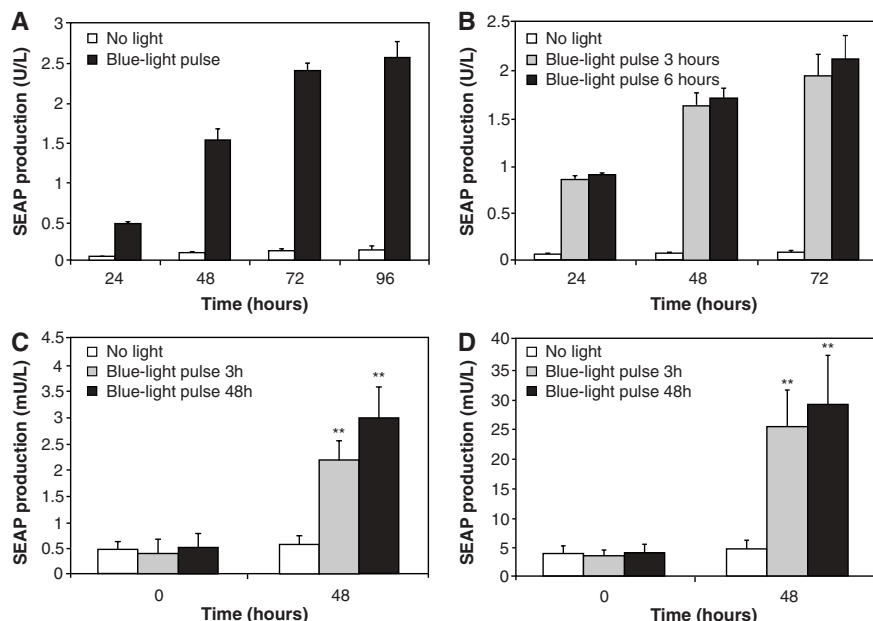 A
SEAP production (U/L)
3
2.5
2
1.5
1
0.5
0
No light
Blue-light pulse
24 48 72 96
Time (hours)
B
SEAP production (U/L)
2.5
2
1.5
1
0.5
0
No light
Blue-light pulse 3 hours
Blue-light pulse 6 hours
24 48 72
Time (hours)
C
SEAP production (mU/L)
4.5
4
3.5
3
2.5
2
1.5
1
0.5
0
No light
Blue-light pulse 3h
Blue-light pulse 48h
** **
0 48
Time (hours)
D
SEAP production (mU/L)
40
35
30
25
20
15
10
5
0
No light
Blue-light pulse 3h
Blue-light pulse 48h
** **
0 48
Time (hours)